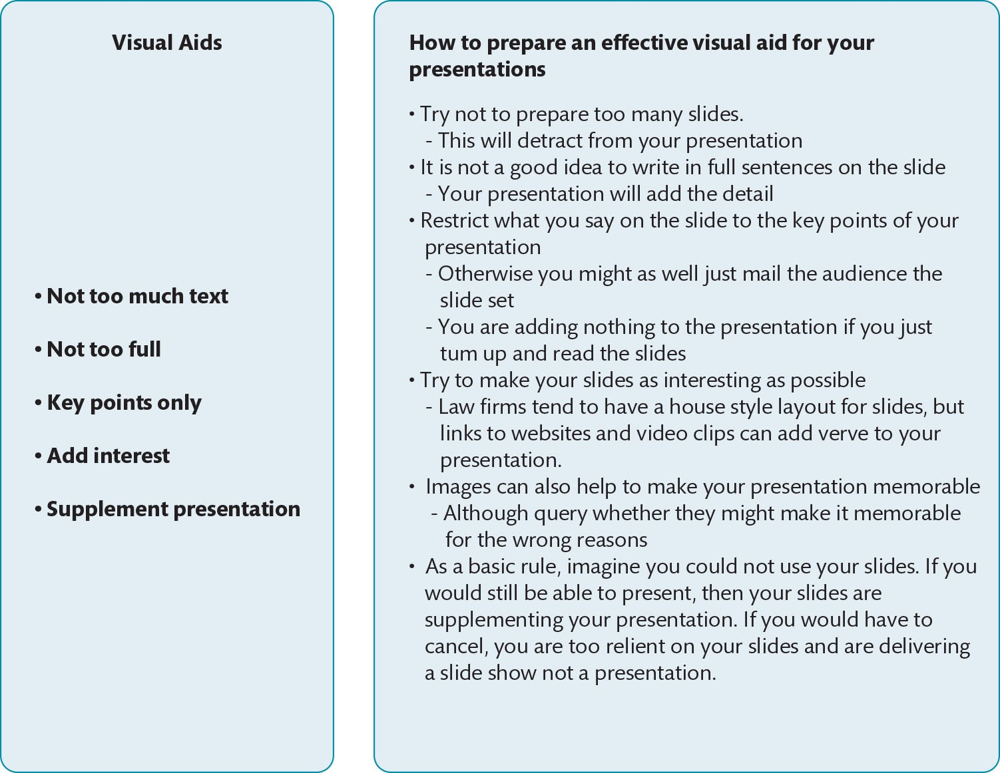 Visual Aids
• Not too much text
• Not too full
• Key points only
• Add interest
• Supplement presentation
How to prepare an effective visual aid for your
presentations
• Try not to prepare too many slides.
- This will detract from your presentation
• It is not a good idea to write in full sentences on the slide
- Your presentation will add the detail
• Restrict what you say on the slide to the key points of your
presentation
- Otherwise you might as well just mail the audience the
slide set
- You are adding nothing to the presentation if you just
tum up and read the slides
• Try to make your slides as interesting as possible
- Law firms tend to have a house style layout for slides, but
links to websites and video clips can add verve to your
presentation.
• Images can also help to make your presentation memorable
- Although query whether they might make it memorable
for the wrong reasons
• As a basic rule, imagine you could not use your slides. If you
would still be able to present, then your slides are
supplementing your presentation. If you would have to
cancel, you are too relient on your slides and are delivering
a slide show not a presentation.